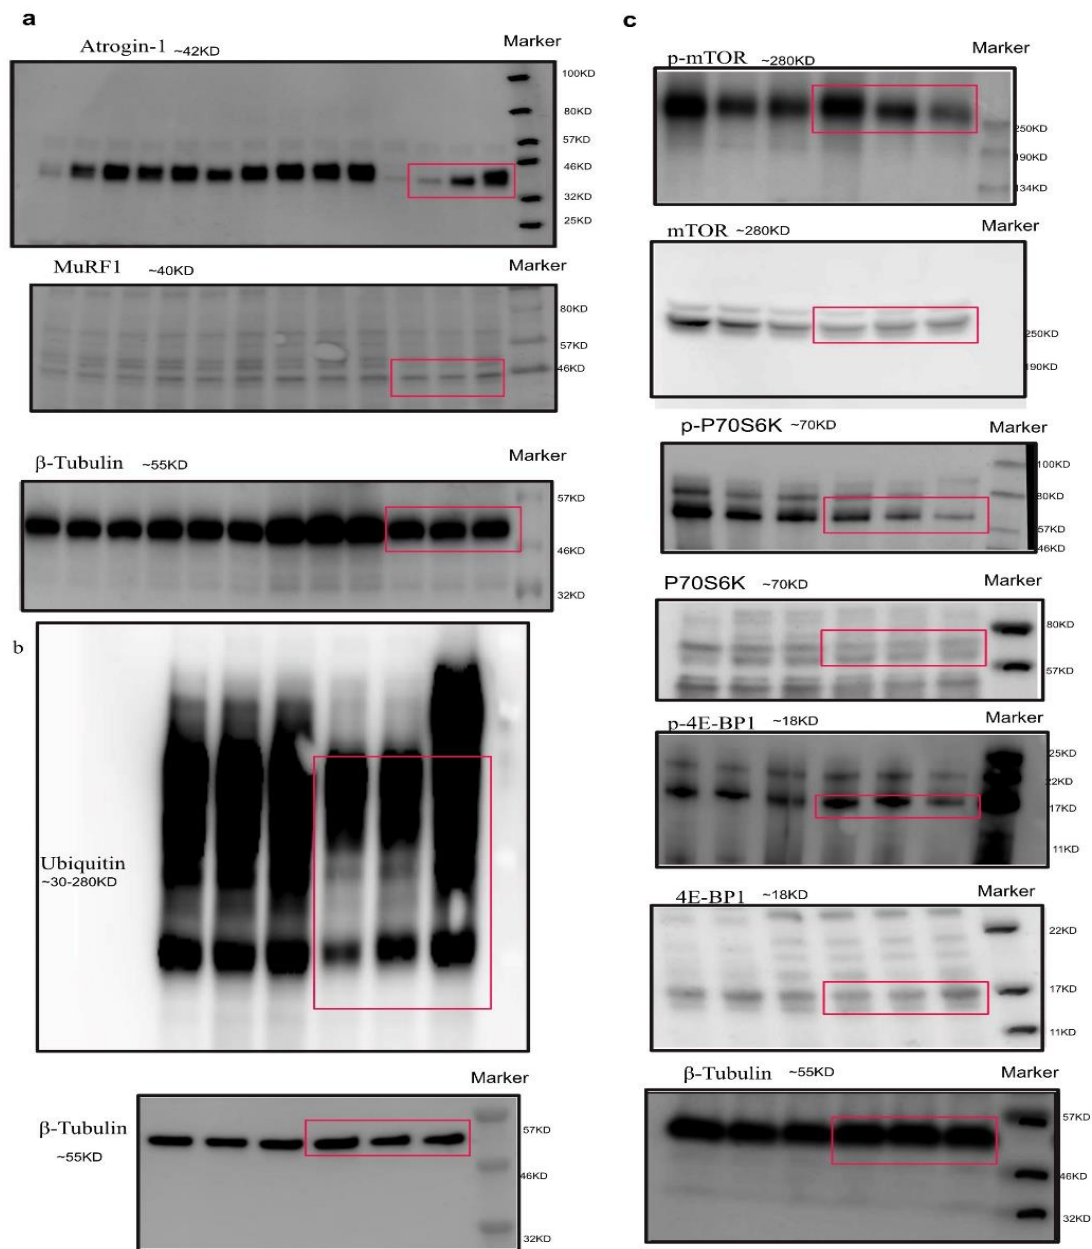 a
Atrogin-1 ~42KD
Marker
100KD
80KD
57KD
46KD
32KD
25KD
MuRF1 ~40KD
Marker
80KD
57KD
46KD
β-Tubulin ~55KD
Marker
57KD
46KD
32KD
b
Ubiquitin
~30-280KD
Marker
β-Tubulin
~55KD
57KD
46KD
32KD
c
p-mTOR ~280KD
Marker
250KD
190KD
134KD
mTOR ~280KD
Marker
250KD
190KD
p-P70S6K ~70KD
Marker
100KD
80KD
57KD
46KD
P70S6K ~70KD
Marker
80KD
57KD
p-4E-BP1 ~18KD
Marker
25KD
22KD
17KD
11KD
4E-BP1 ~18KD
Marker
22KD
17KD
11KD
β-Tubulin ~55KD
Marker
57KD
46KD
32KD